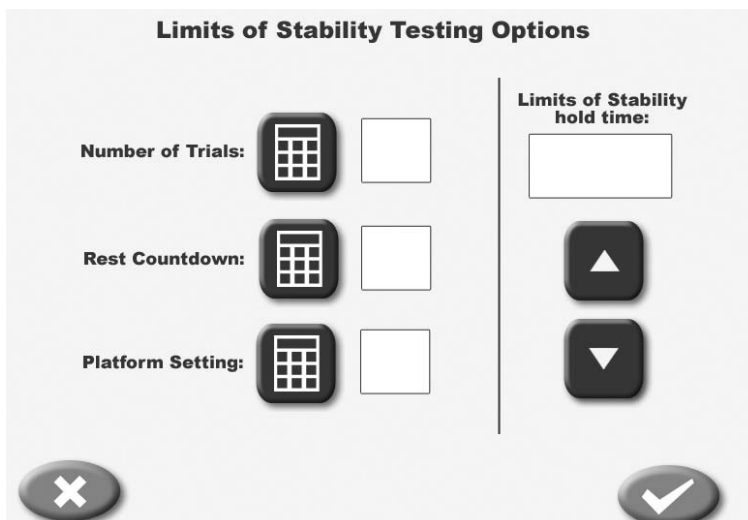 Limits of Stability Testing Options
Number of Trials:
Rest Countdown:
Platform Setting:
Limits of Stability
hold time: